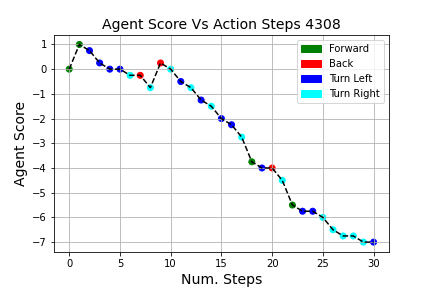 Agent Score Vs Action Steps 4308
Agent Score
1
0
−1
−2
−3
−4
−5
−6
−7
Forward
Back
Turn Left
Turn Right
0 5 10 15 20 25 30
Num. Steps